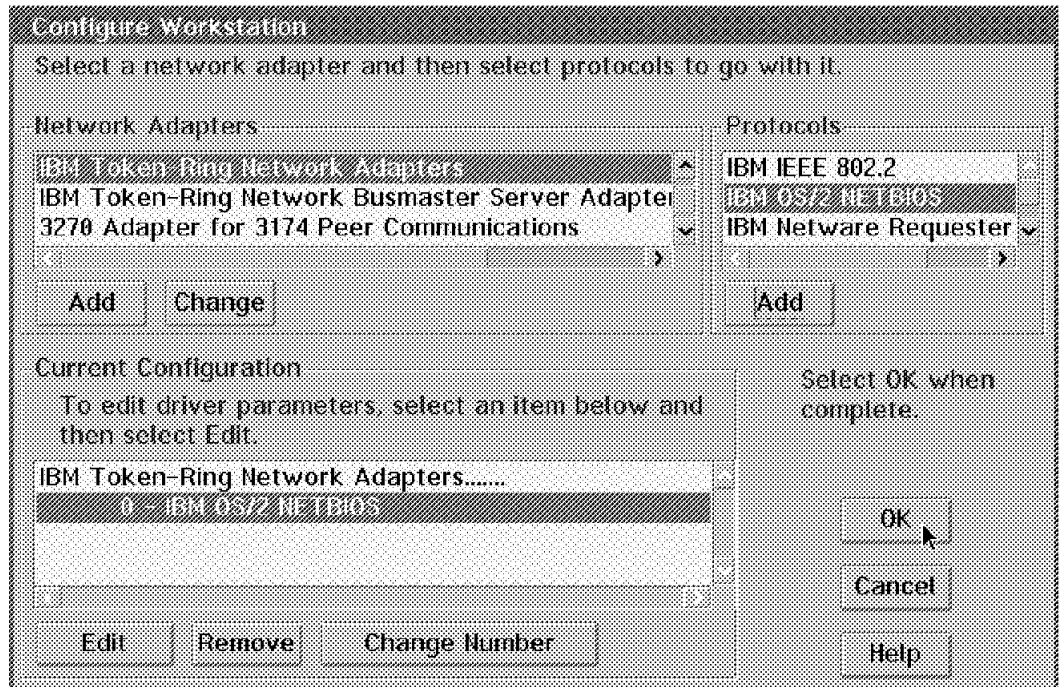 Configure Workstation
Select a network adapter and then select protocols to go with it.
Network Adapters
IBM Token-Ring Network Adapters
IBM Token-Ring Network Busmaster Server Adapter
3270 Adapter for 3174 Peer Communications
Add
Change
Protocols
IBM IEEE 802.2
IBM OS/2 NETBIOS
IBM Netware Requester
Add
Current Configuration
To edit driver parameters, select an item below and
then select Edit.
IBM Token-Ring Network Adapters.......
0 - IBM OS/2 NETBIOS
Edit
Remove
Change Number
Select OK when
complete.
OK
Cancel
Help